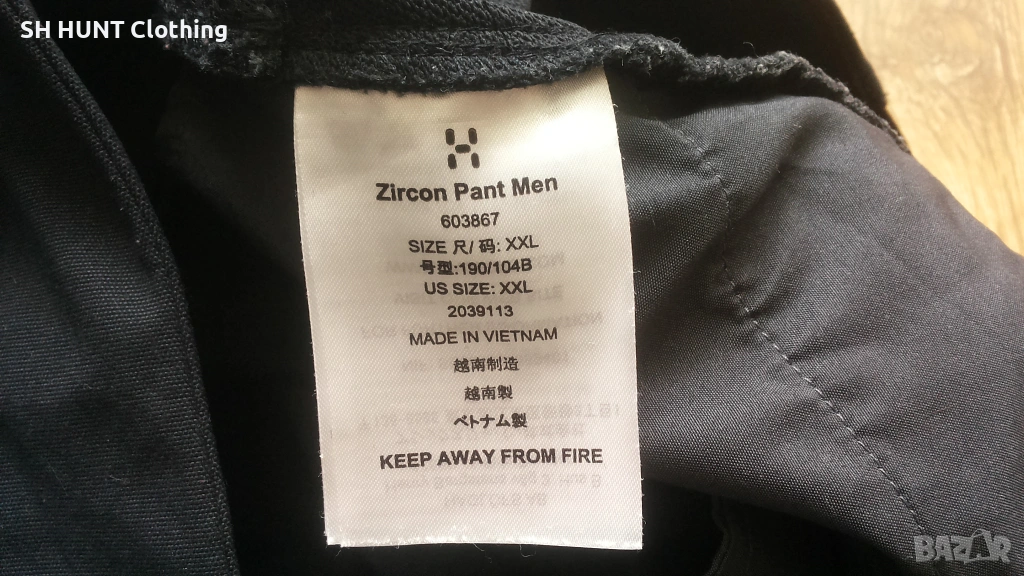 SH HUNT Clothing
Zircon Pant Men
603867
SIZE 尺/ 码: XXL
号型:190/104B
US SIZE: XXL
2039113
MADE IN VIETNAM
越南制造
越南製
ベトナム製
KEEP AWAY FROM FIRE
BAZAR